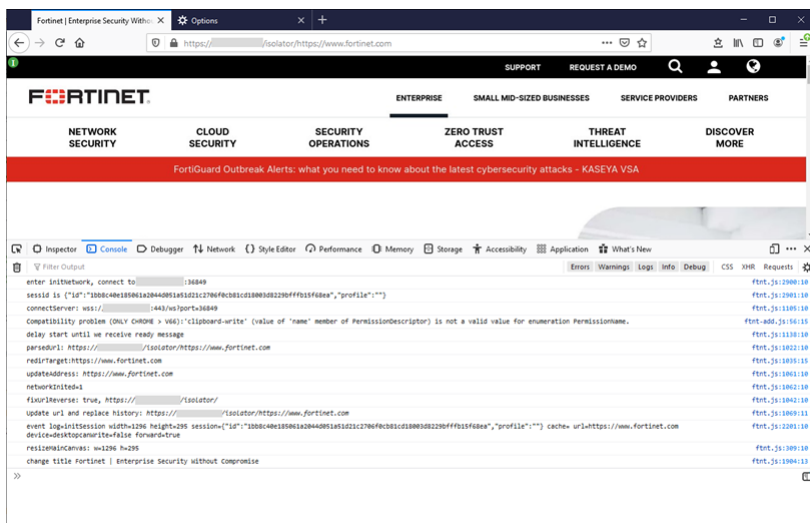 Fortinet | Enterprise Security Withou
Options
https:// /isolator/https://www.fortinet.com
SUPPORT REQUEST A DEMO
FORTINET
ENTERPRISE SMALL MID-SIZED BUSINESSES SERVICE PROVIDERS PARTNERS
NETWORK SECURITY CLOUD SECURITY SECURITY OPERATIONS ZERO TRUST ACCESS THREAT INTELLIGENCE DISCOVER MORE
FortiGuard Outbreak Alerts: what you need to know about the latest cybersecurity attacks - KASEYA VSA
Inspector Console Debugger Network Style Editor Performance Memory Storage Accessibility Application What's New
Filter Output Errors Warnings Logs Info Debug CSS XHR Requests
enter initNetwork, connect to :36849 ftnt.js:2900:10
sessid is {"id":"1bb8c40e185061a2044d051a51d21c2706f0cb81cd18003d8229bfffb15f68ea","profile":""} ftnt.js:2901:10
connectServer: wss:// :443/ws?port=36849 ftnt.js:1105:10
Compatibility problem (ONLY CHROME > V66):'clipboard-write' (value of 'name' member of PermissionDescriptor) is not a valid value for enumeration PermissionName. ftnt-add.js:56:15
delay start until we receive ready message ftnt.js:1138:10
parsedurl: https:// /isolator/https://www.fortinet.com ftnt.js:1022:10
redirTarget:https://www.fortinet.com ftnt.js:1035:15
updateAddress: https://www.fortinet.com ftnt.js:1061:10
networkInited=1 ftnt.js:1062:10
fixUrlReverse: true, https:// /isolator/ ftnt.js:1042:10
Update url and replace history: https:// /isolator/https://www.fortinet.com ftnt.js:1069:11
event log=initSession width=1296 height=295 session={"id":"1bb8c40e185061a2044d051a51d21c2706f0cb81cd18003d8229bfffb15f68ea","profile":""} cache= url=https://www.fortinet.com ftnt.js:2201:10
device=desktopcanwrite=false forward=true
resizeMainCanvas: w=1296 h=295 ftnt.js:309:10
change title Fortinet | Enterprise Security Without Compromise ftnt.js:1904:13